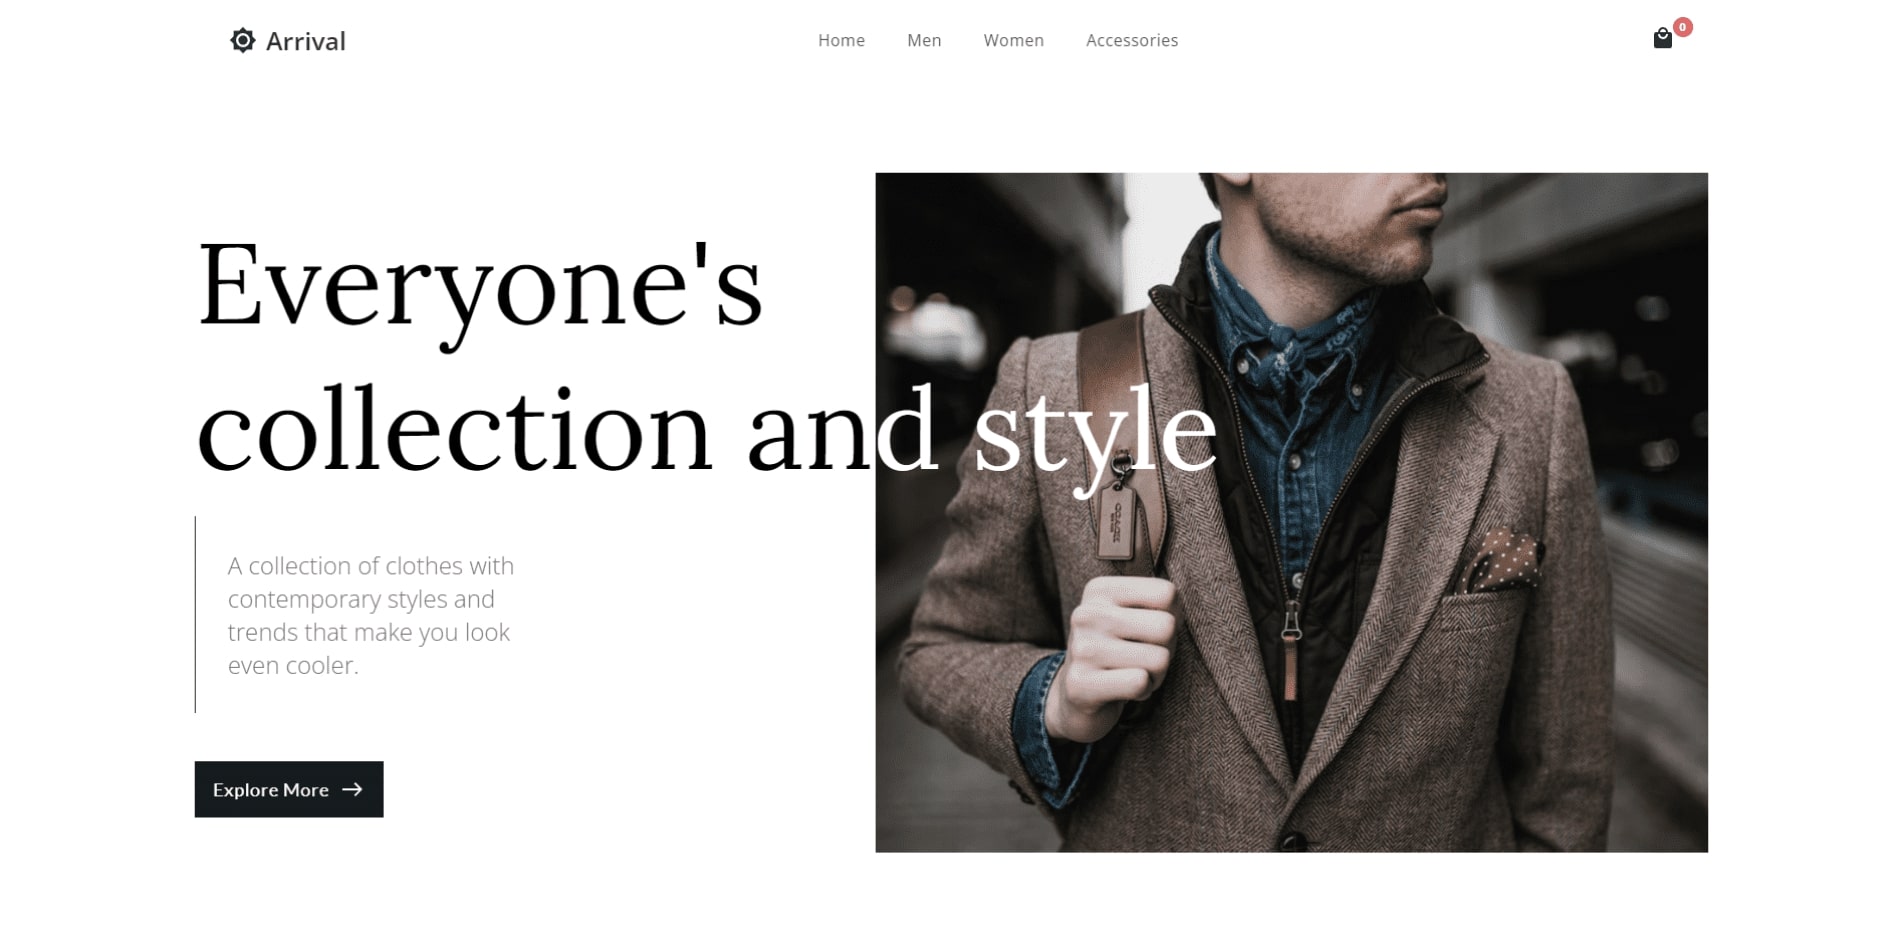 Arrival
Home Men Women Accessories
0
Everyone's
collection and style
A collection of clothes with
contemporary styles and
trends that make you look
even cooler.
Explore More
COACH